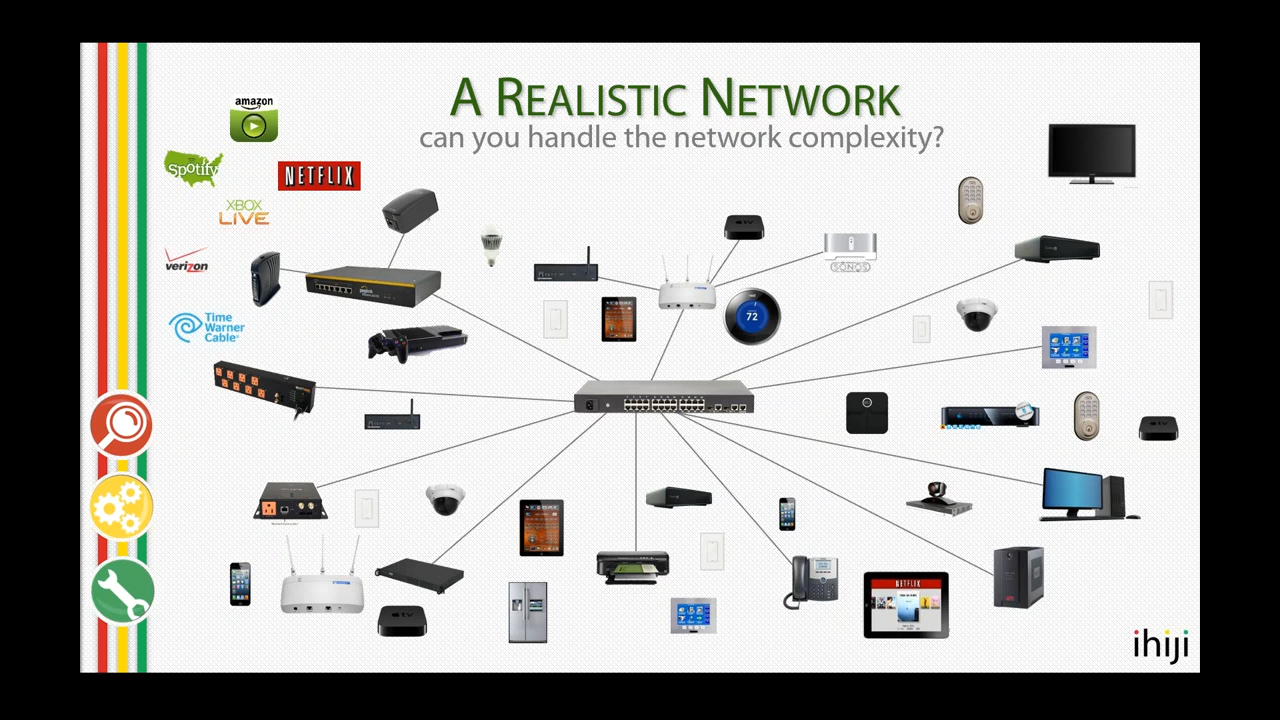 A REALISTIC NETWORK
can you handle the network complexity?
amazon
Spotify
NETFLIX
XBOX
LIVE
verizon
Time
Warner
Cable
tv
SONOS
72
NETFLIX
ihiji